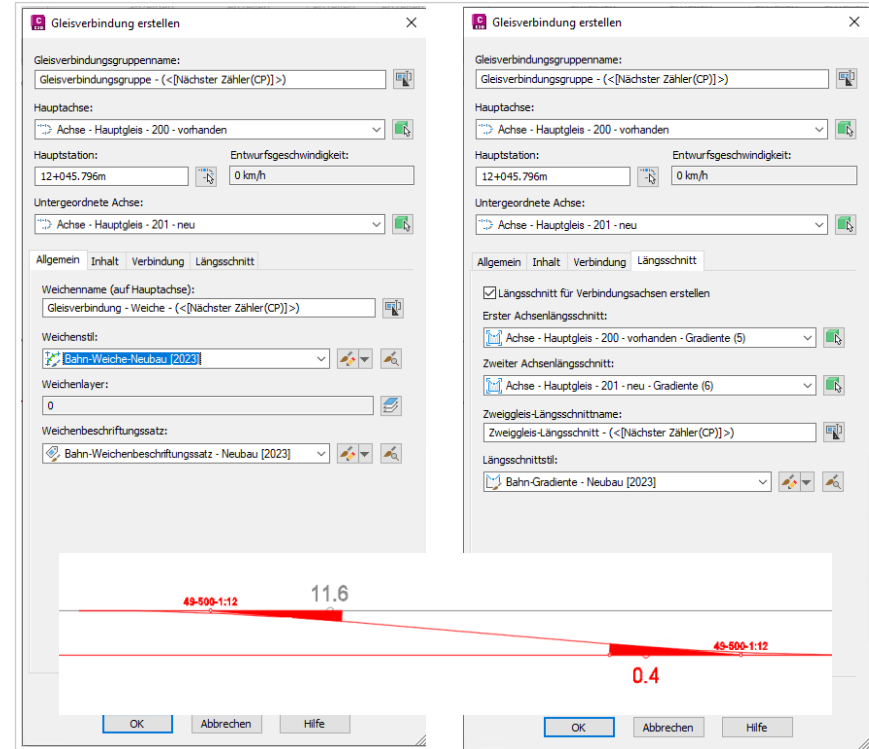 Gleisverbindung erstellen
Gleisverbindungsgruppenname:
Gleisverbindungsgruppe - (<[Nächster Zähler(CP)]>)
Hauptachse:
Achse - Hauptgleis - 200 - vorhanden
Hauptstation: Entwurfsgeschwindigkeit:
12+045.796m 0 km/h
Untergeordnete Achse:
Achse - Hauptgleis - 201 - neu
Allgemein Inhalt Verbindung Längsschnitt
Weichenname (auf Hauptachse):
Gleisverbindung - Weiche - (<[Nächster Zähler(CP)]>)
Weichenstil:
Bahn-Weiche-Neubau [2023]
Weichenlayer:
0
Weichenbeschriftungssatz:
Bahn-Weichenbeschriftungssatz - Neubau [2023]
Gleisverbindung erstellen
Gleisverbindungsgruppenname:
Gleisverbindungsgruppe - (<[Nächster Zähler(CP)]>)
Hauptachse:
Achse - Hauptgleis - 200 - vorhanden
Hauptstation: Entwurfsgeschwindigkeit:
12+045.796m 0 km/h
Untergeordnete Achse:
Achse - Hauptgleis - 201 - neu
Allgemein Inhalt Verbindung Längsschnitt
Längsschnitt für Verbindungsachsen erstellen
Erster Achsenlängsschnitt:
Achse - Hauptgleis - 200 - vorhanden - Gradiente (5)
Zweiter Achsenlängsschnitt:
Achse - Hauptgleis - 201 - neu - Gradiente (6)
Zweiggleis-Längsschnittname:
Zweiggleis-Längsschnitt - (<[Nächster Zähler(CP)]>)
Längsschnittstil:
Bahn-Gradiente - Neubau [2023]
49-500-1:12 11.6
49-500-1:12
0.4
OK Abbrechen Hilfe
OK Abbrechen Hilfe